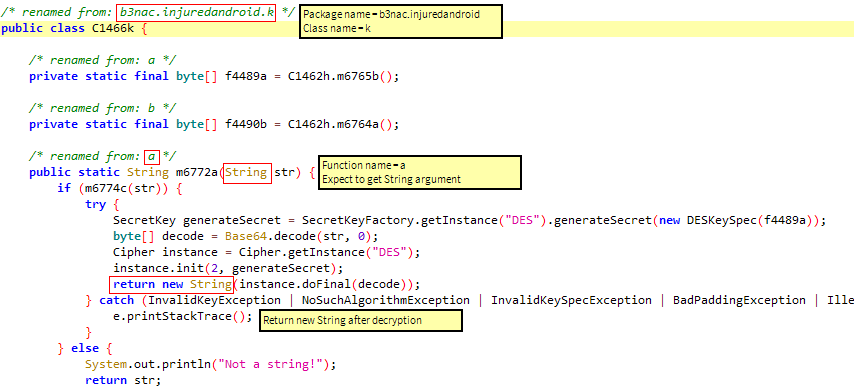 /* renamed from: b3nac.injuredandroid.k */
Package name = b3nac.injuredandroid
Class name = k
public class C1466k {
/* renamed from: a */
private static final byte[] f4489a = C1462h.m6765b();
/* renamed from: b */
private static final byte[] f4490b = C1462h.m6764a();
/* renamed from: a */
Function name = a
Expect to get String argument
public static String m6772a(String str) {
if (m6774c(str)) {
try {
SecretKey generateSecret = SecretKeyFactory.getInstance("DES").generateSecret(new DESKeySpec(f4489a));
byte[] decode = Base64.decode(str, 0);
Cipher instance = Cipher.getInstance("DES");
instance.init(2, generateSecret);
return new String(instance.doFinal(decode));
} catch (InvalidKeyException | NoSuchAlgorithmException | InvalidKeySpecException | BadPaddingException | Ille
e.printStackTrace();
Return new String after decryption
}
} else {
System.out.println("Not a string!");
return str;